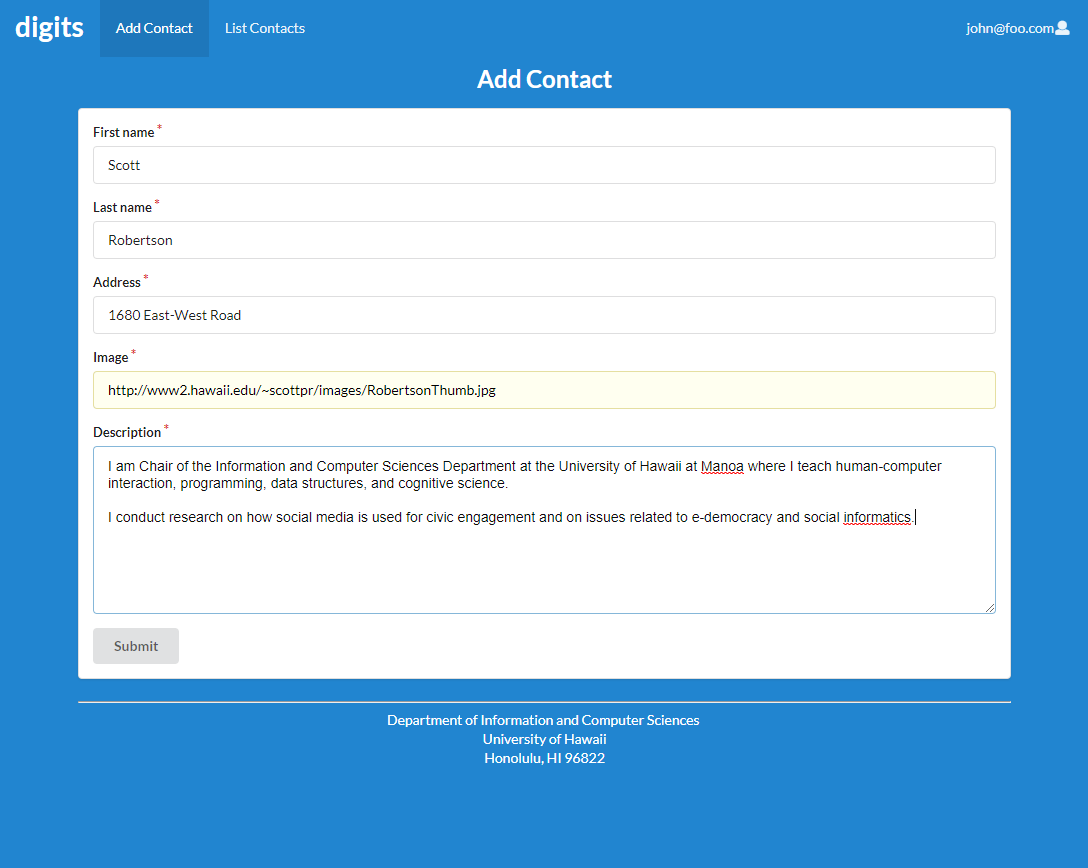 digits Add Contact List Contacts john@foo.com
Add Contact
First name *
Scott
Last name *
Robertson
Address *
1680 East-West Road
Image *
http://www2.hawaii.edu/~scottpr/images/RobertsonThumb.jpg
Description *
I am Chair of the Information and Computer Sciences Department at the University of Hawaii at Manoa where I teach human-computer
interaction, programming, data structures, and cognitive science.
I conduct research on how social media is used for civic engagement and on issues related to e-democracy and social informatics.
Submit
Department of Information and Computer Sciences
University of Hawaii
Honolulu, HI 96822